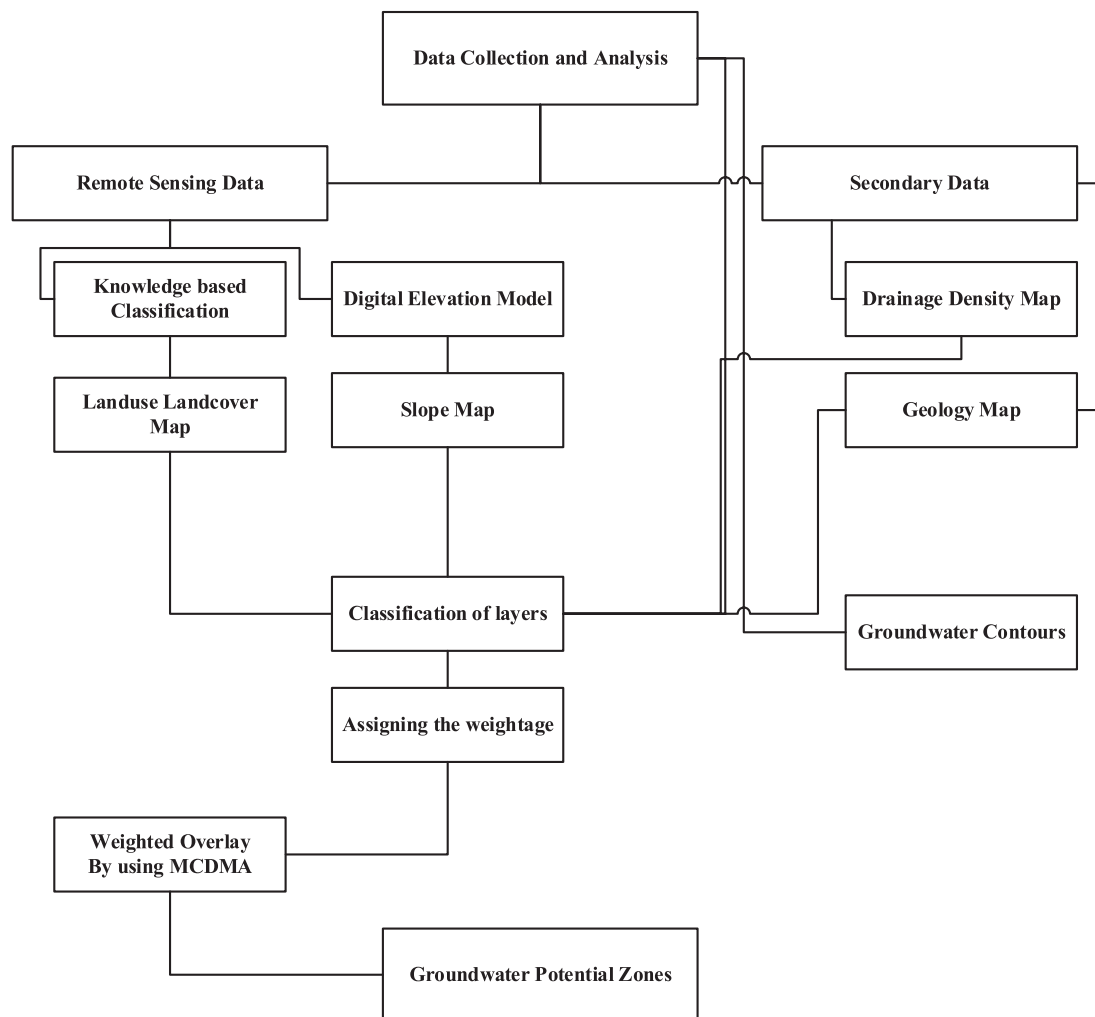 Data Collection and Analysis
Remote Sensing Data
Secondary Data
Knowledge based
Classification
Digital Elevation Model
Drainage Density Map
Landuse Landcover
Map
Slope Map
Geology Map
Classification of layers
Groundwater Contours
Assigning the weightage
Weighted Overlay
By using MCDMA
Groundwater Potential Zones